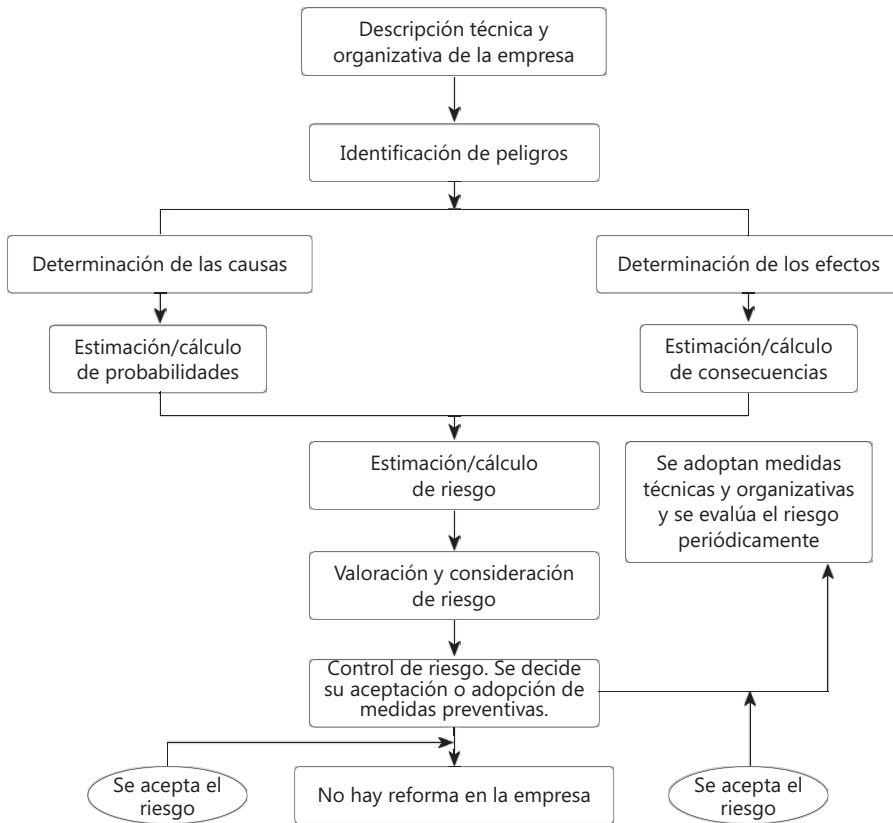 Descripción técnica y
organizativa de la empresa
Identificación de peligros
Determinación de las causas
Determinación de los efectos
Estimación/cálculo
de probabilidades
Estimación/cálculo
de consecuencias
Estimación/cálculo
de riesgo
Se adoptan medidas
técnicas y organizativas
y se evalúa el riesgo
periódicamente
Valoración y consideración
de riesgo
Control de riesgo. Se decide
su aceptación o adopción de
medidas preventivas.
Se acepta el
riesgo
No hay reforma en la empresa
Se acepta el
riesgo